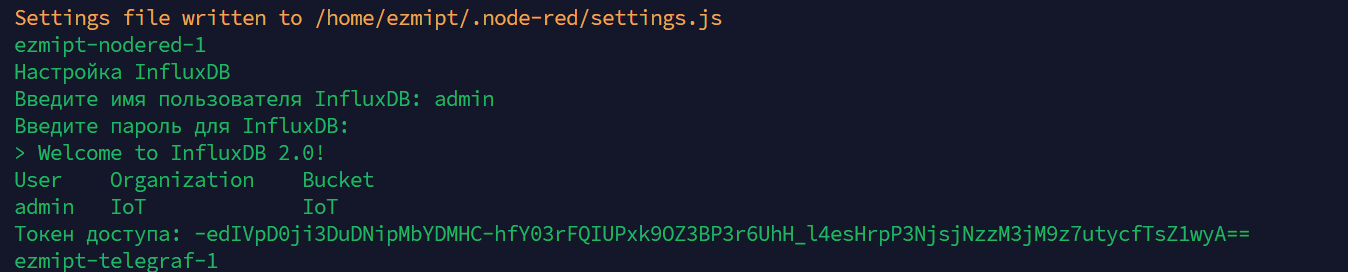 Settings file written to /home/ezmipt/.node-red/settings.js
ezmipt-nodered-1
Настройка InfluxDB
Введите имя пользователя InfluxDB: admin
Введите пароль для InfluxDB:
> Welcome to InfluxDB 2.0!
User Organization Bucket
admin IoT IoT
Токен доступа: -edIVpD0ji3DuDNipMbYDMHC-hfY03rFQIUPxk9OZ3BP3r6UhH_l4esHrpP3NjsjNzzM3jM9z7utycfTsZ1wyA==
ezmipt-telegraf-1